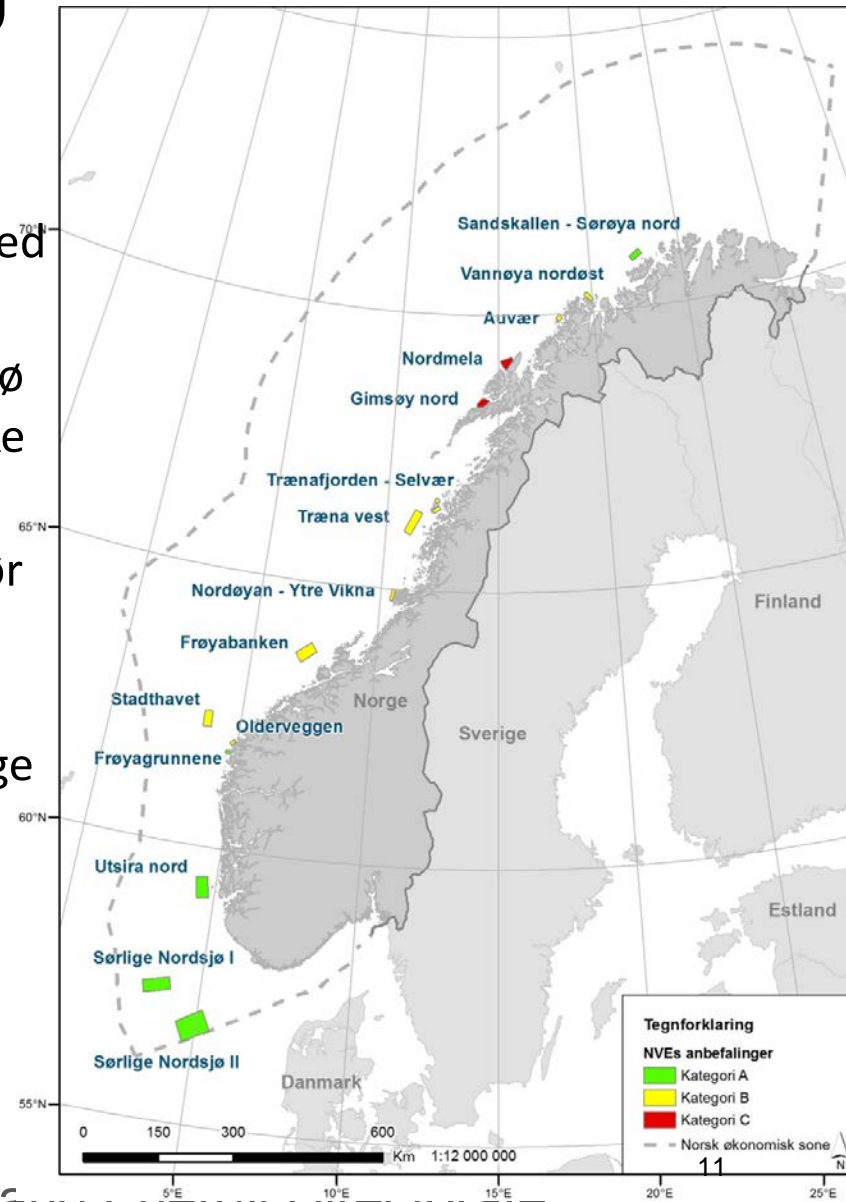 ed
70°N
Sandskallen - Sørøya nord
Vannøya nordøst
Auvær
ø
Nordmela
Gimsøy nord
Trænafjorden - Selvær
Træna vest
65°N
ør
Nordøyan - Ytre Vikna
Finland
Frøyabanken
Stadthavet
Norge
Olderveggen
Sverige
Frøyagrunnene
ge
60°N
Utsira nord
Estland
Sørlige Nordsjø I
Sørlige Nordsjø II
Danmark
55°N
Tegnforklaring
NVEs anbefalinger
Kategori A
Kategori B
Kategori C
Norsk økonomisk sone
0 150 300 600
Km 1:12 000 000
11
N
5°E 10°E 15°E 20°E 25°E